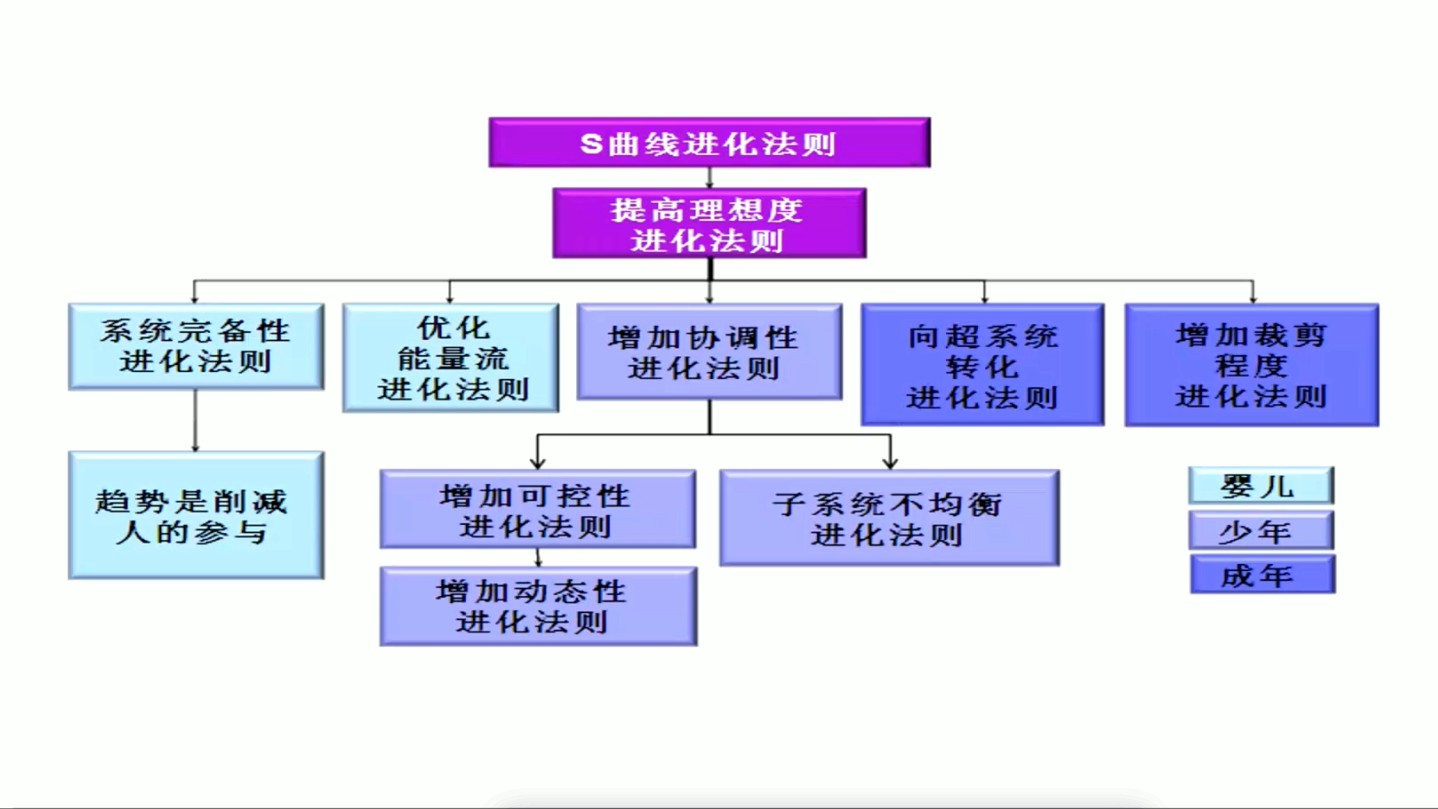 S曲线进化法则
提高理想度
进化法则
系统完备性
进化法则
优化
能量流
进化法则
增加协调性
进化法则
向超系统
转化
进化法则
增加裁剪
程度
进化法则
趋势是削减
人的参与
增加可控性
进化法则
子系统不均衡
进化法则
增加动态性
进化法则
婴儿
少年
成年